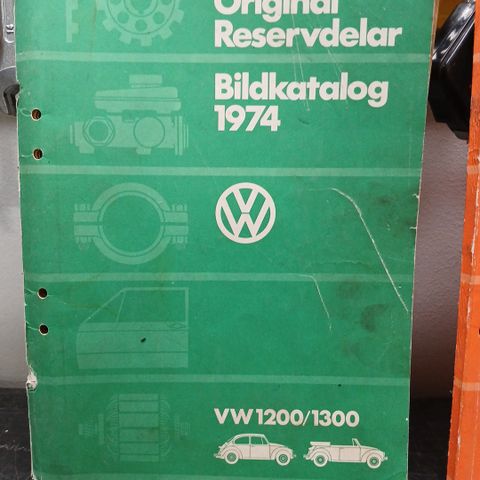 Original
Reservdelar
Bildkatalog
1974
VW
VW 1200/1300